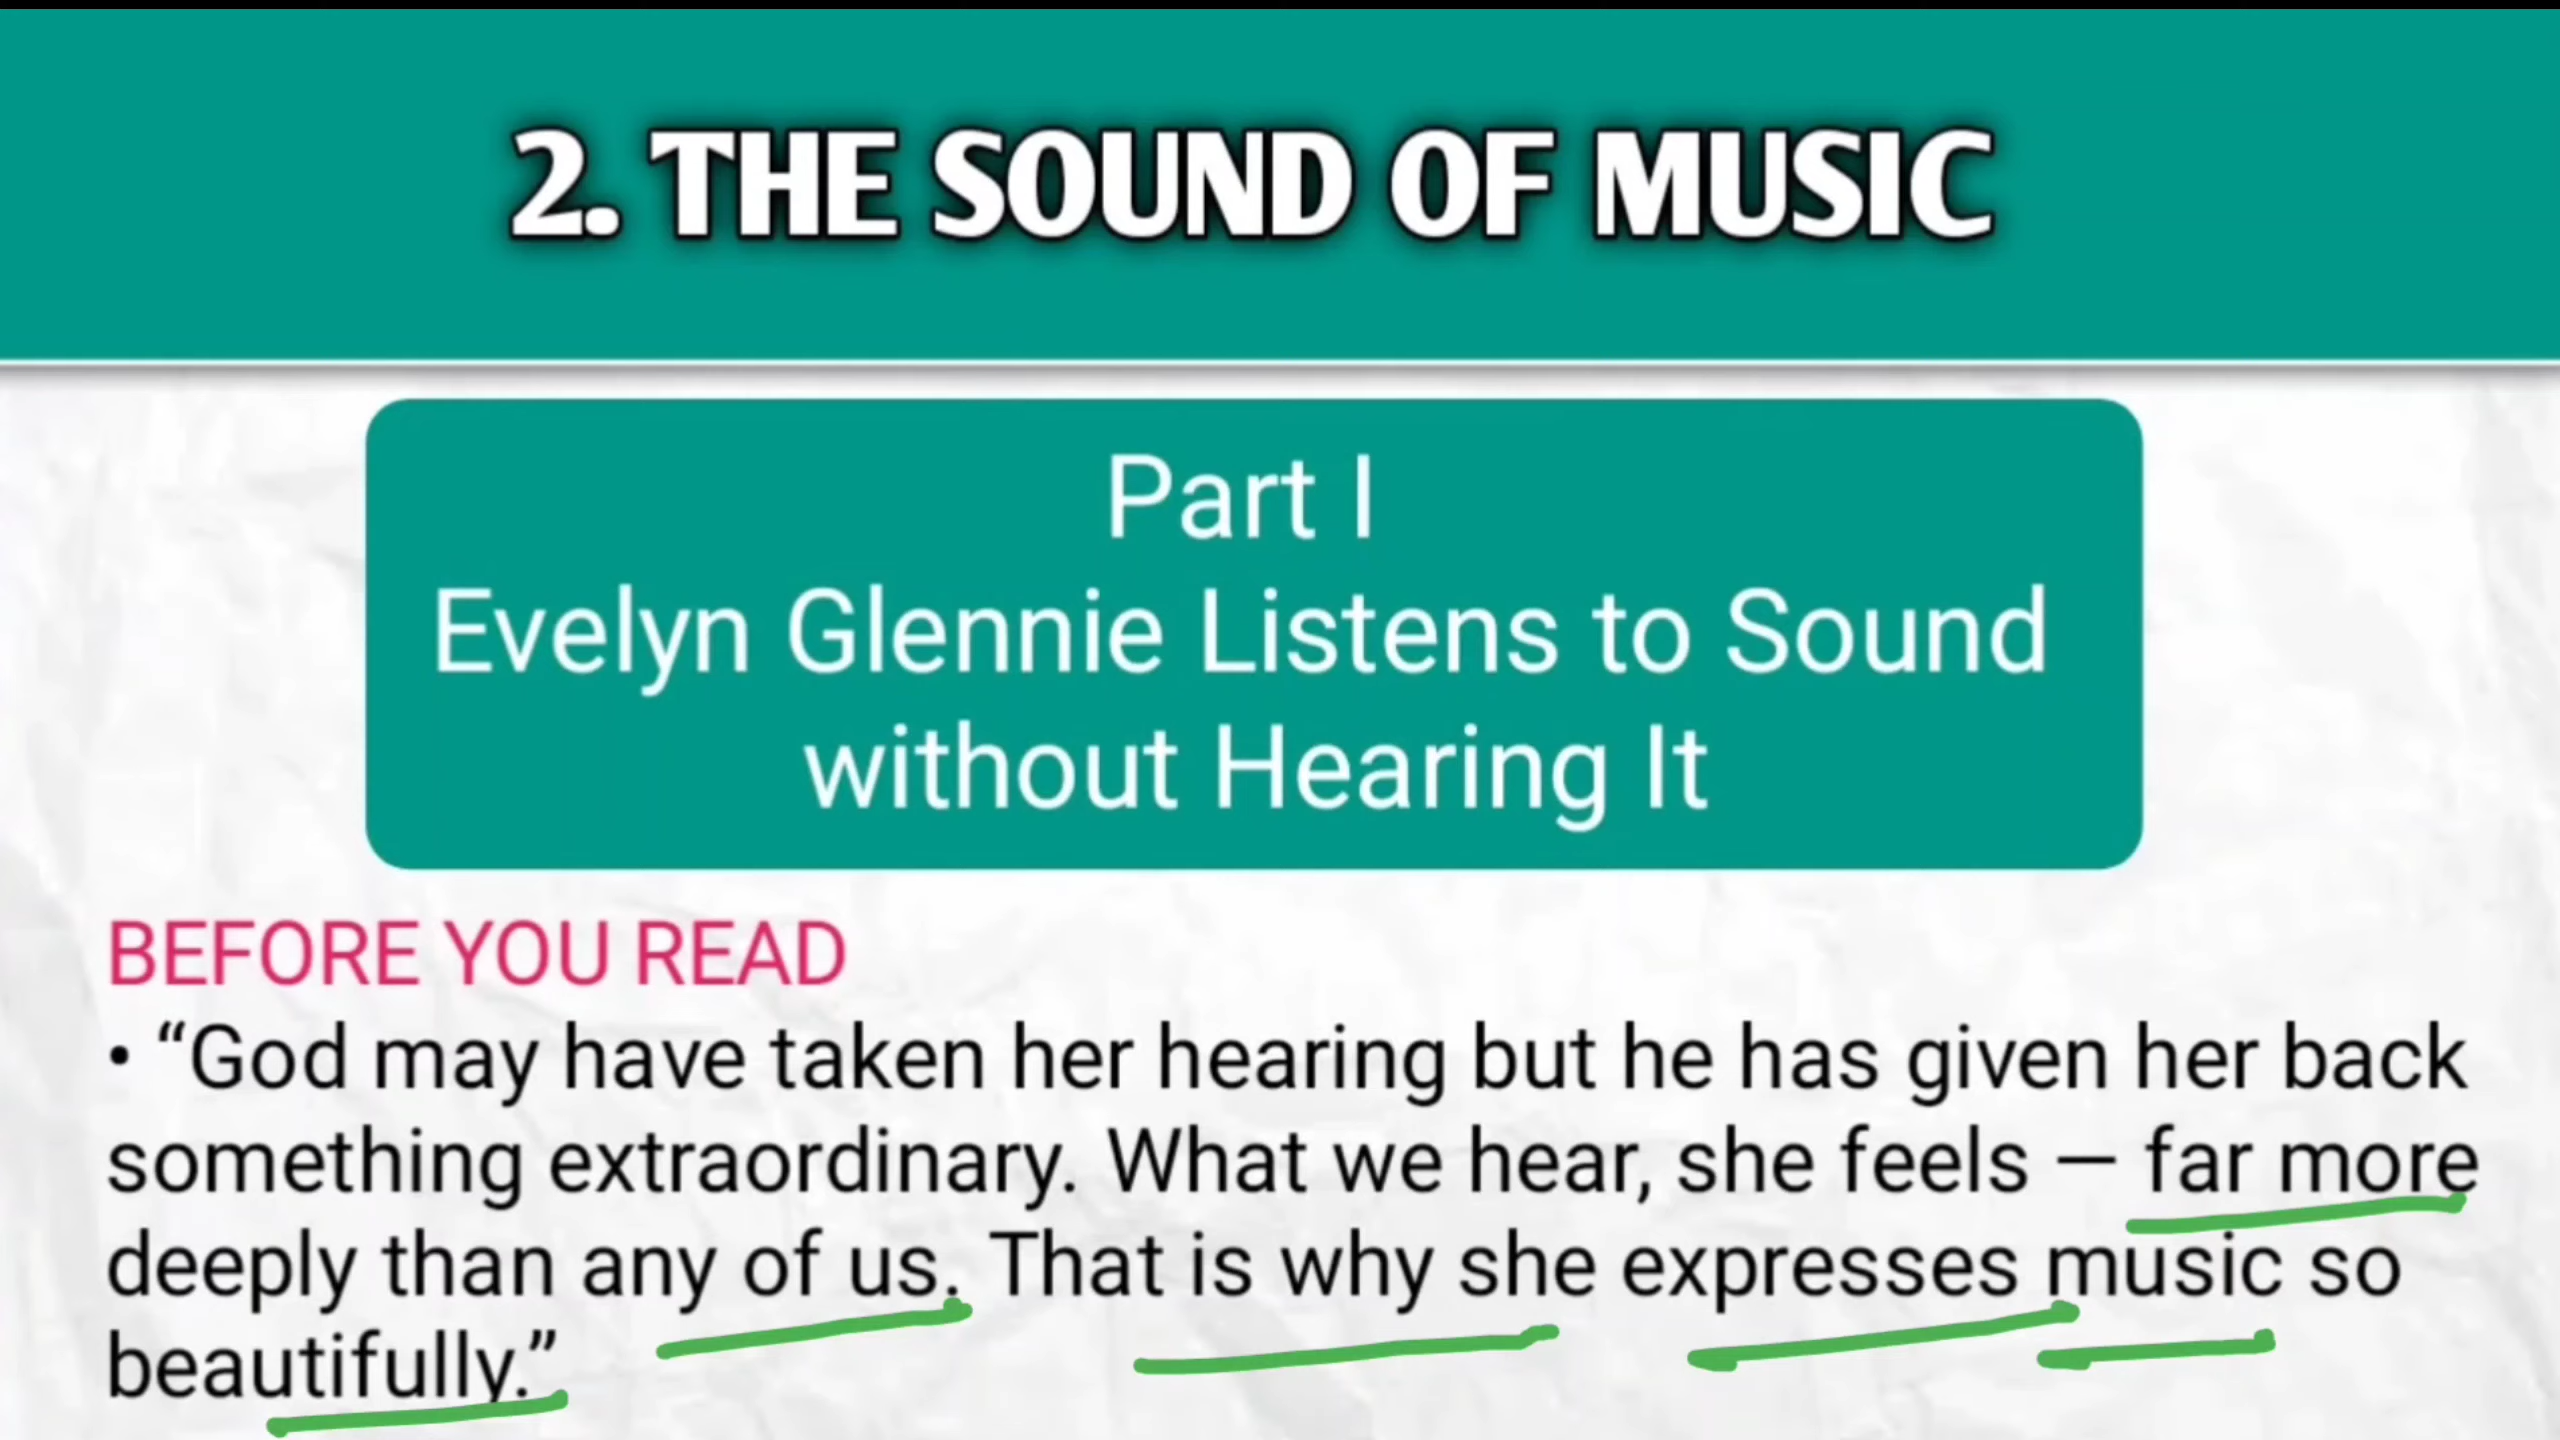 2. THE SOUND OF MUSIC
Part I
Evelyn Glennie Listens to Sound
without Hearing It
BEFORE YOU READ
• “God may have taken her hearing but he has given her back
something extraordinary. What we hear, she feels — far more
deeply than any of us. That is why she expresses music so
beautifully.”